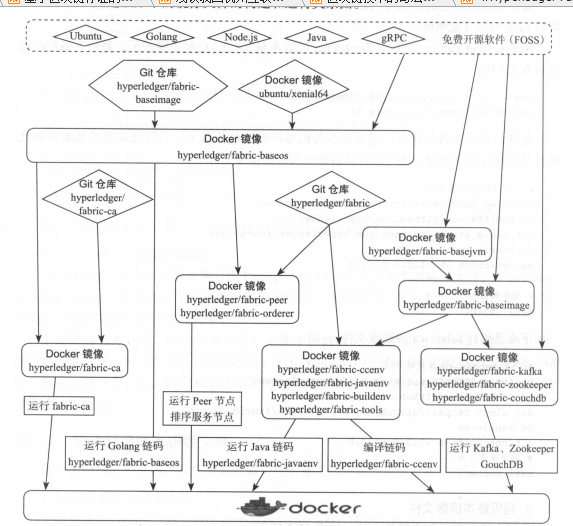 Ubuntu
Golang
Node.js
Java
gRPC
免费开源软件（FOSS）
Git 仓库
hyperledger/fabric-
baseimage
Docker 镜像
ubuntu/xenial64
Docker 镜像
hyperledger/fabric-baseos
Git 仓库
hyperledger/
fabric-ca
Git 仓库
hyperledger/fabric
Docker 镜像
hyperledger/fabric-basejvm
Docker 镜像
hyperledger/fabric-peer
hyperledger/fabric-orderer
Docker 镜像
hyperledger/fabric-baseimage
Docker 镜像
hyperledger/fabric-ca
Docker 镜像
hyperledger/fabric-ccenv
hyperledger/fabric-javaenv
hyperledger/fabric-buildenv
hyperledger/fabric-tools
Docker 镜像
hyperledger/fabric-kafka
hyperledger/fabric-zookeeper
hyperledger/fabric-couchdb
运行 fabric-ca
运行 Peer 节点
排序服务节点
运行 Golang 链码
hyperledger/fabric-baseos
运行 Java 链码
hyperledger/fabric-javaenv
编译链码
hyperledger/fabric-ccenv
运行 Kafka、Zookeeper
GouchDB
docker